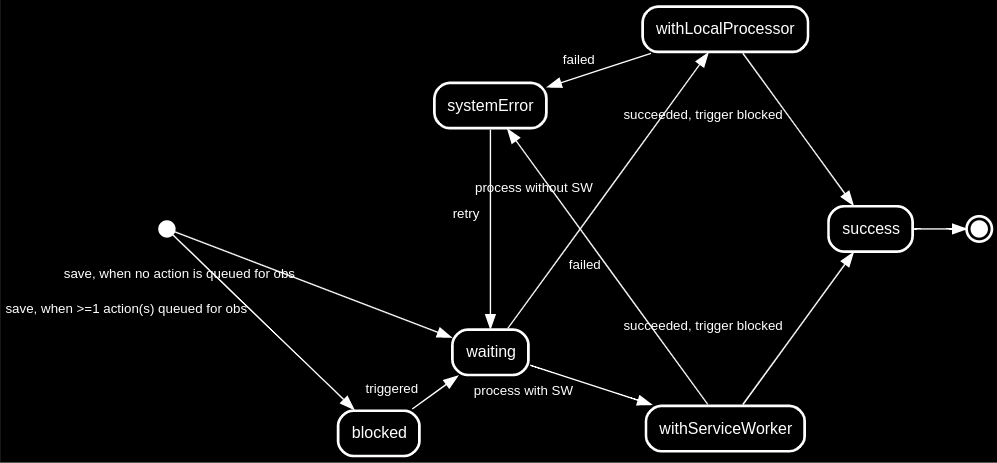 withLocalProcessor
failed
systemError
succeeded, trigger blocked
process without SW
retry
success
save, when no action is queued for obs
failed
save, when >=1 action(s) queued for obs
succeeded, trigger blocked
waiting
triggered
process with SW
blocked
withServiceWorker